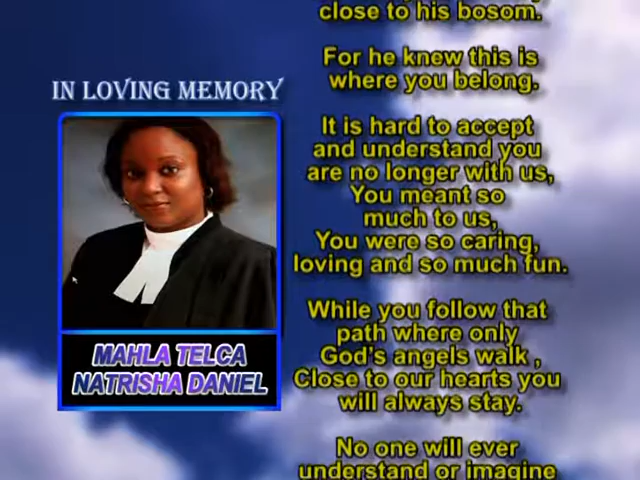 IN LOVING MEMORY
MAHLA TELCA
NATRISHA DANIEL
close to his bosom.
For he knew this is
where you belong.
It is hard to accept
and understand you
are no longer with us,
You meant so
much to us,
You were so caring,
loving and so much fun.
While you follow that
path where only
God's angels walk ,
Close to our hearts you
will always stay.
No one will ever
understand or imagine